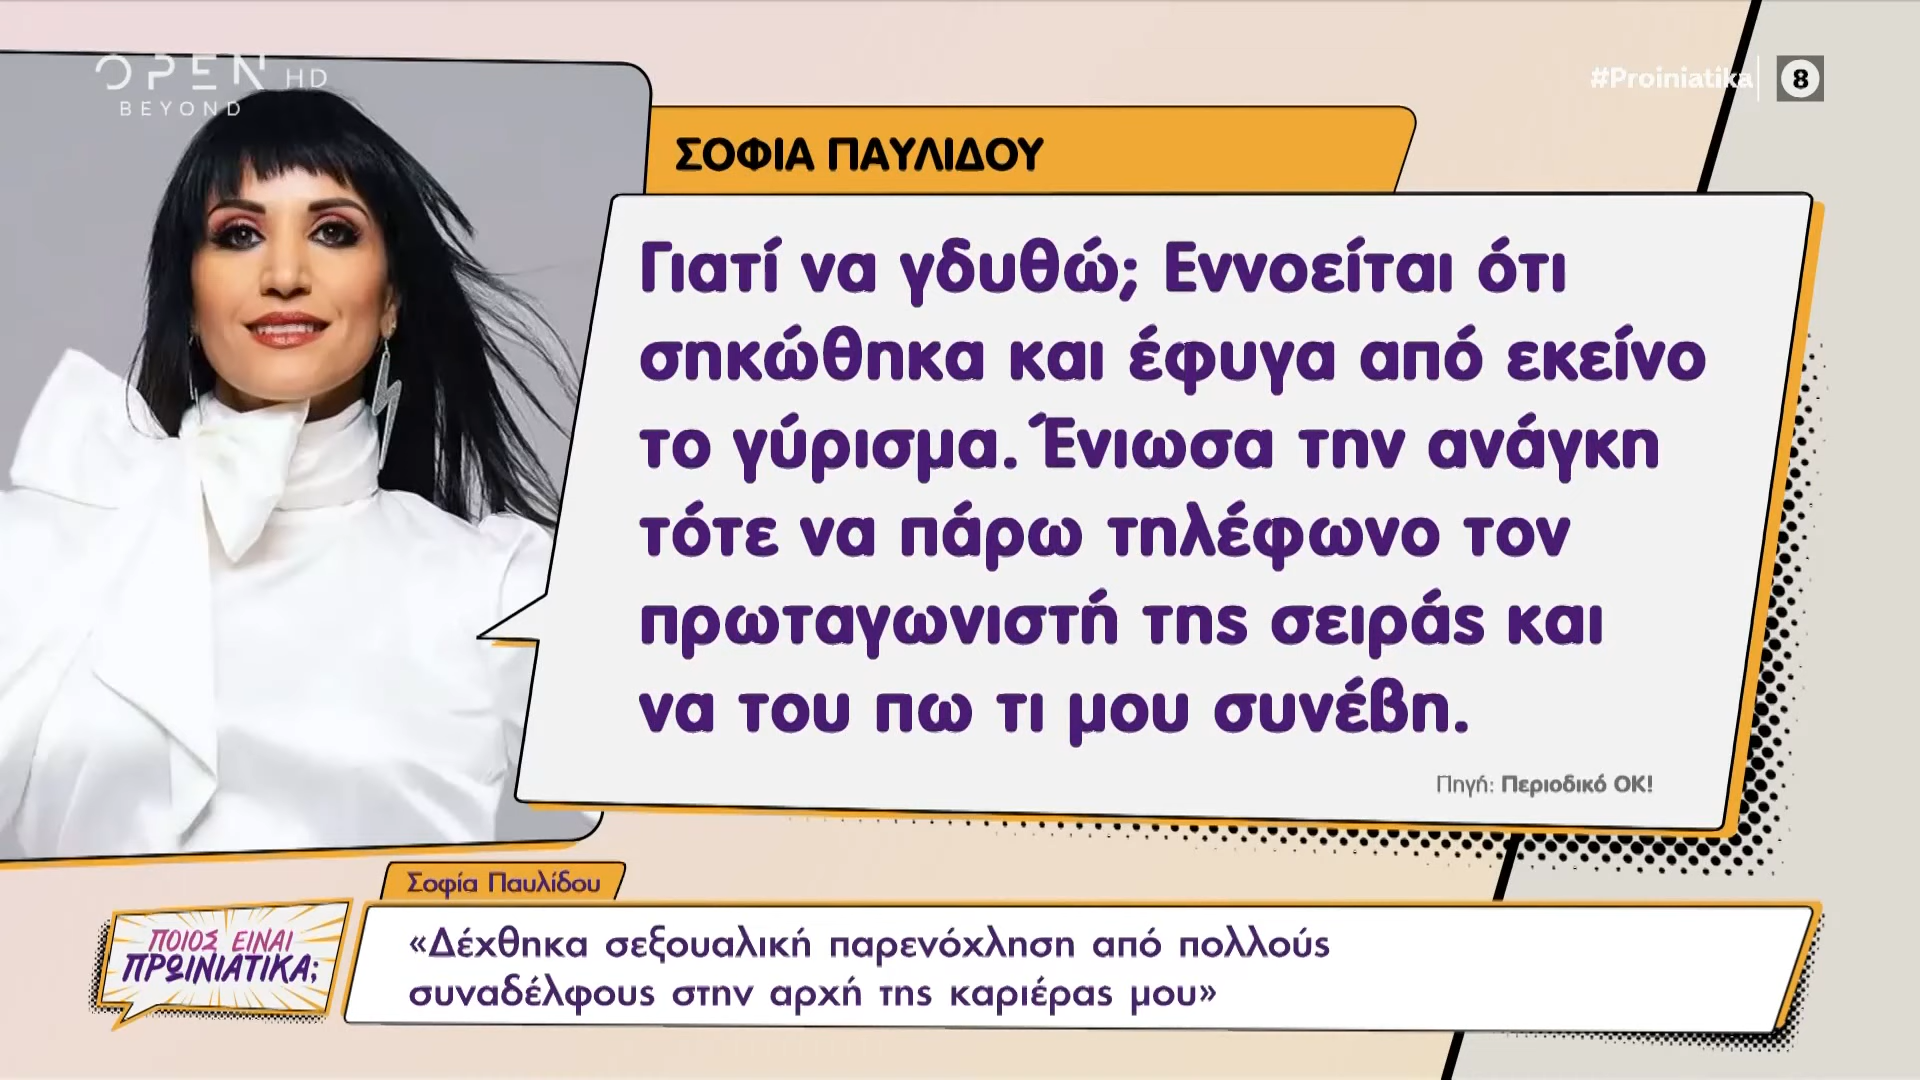 OPEN HD
BEYOND
#Proiniatika
8
ΣΟΦΙΑ ΠΑΥΛΙΔΟΥ
Γιατί να γδυθώ; Εννοείται ότι
σηκώθηκα και έφυγα από εκείνο
το γύρισμα. Ένιωσα την ανάγκη
τότε να πάρω τηλέφωνο τον
πρωταγωνιστή της σειράς και
να του πω τι μου συνέβη.
Πηγή: Περιοδικό ΟΚ!
Σοφία Παυλίδου
ΠΟΙΟΣ ΕΙΝΑΙ
ΠΡΩΙΝΙΑΤΙΚΑ;
«Δέχθηκα σεξουαλική παρενόχληση από πολλούς
συναδέλφους στην αρχή της καριέρας μου»